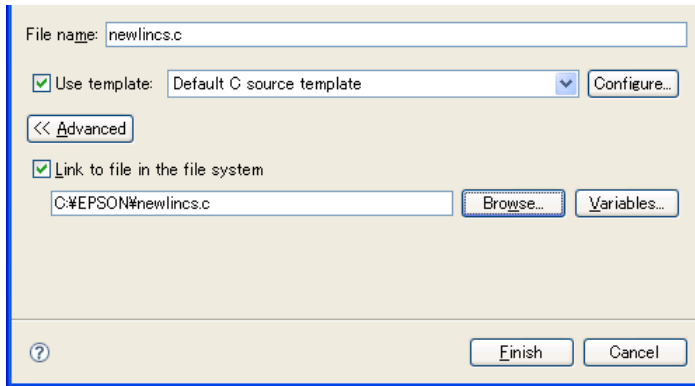 File name: newlincs.c
Use template: Default C source template Configure...
<< Advanced
Link to file in the file system
C:¥EPSON¥newlincs.c Browse... Variables...
? Finish Cancel